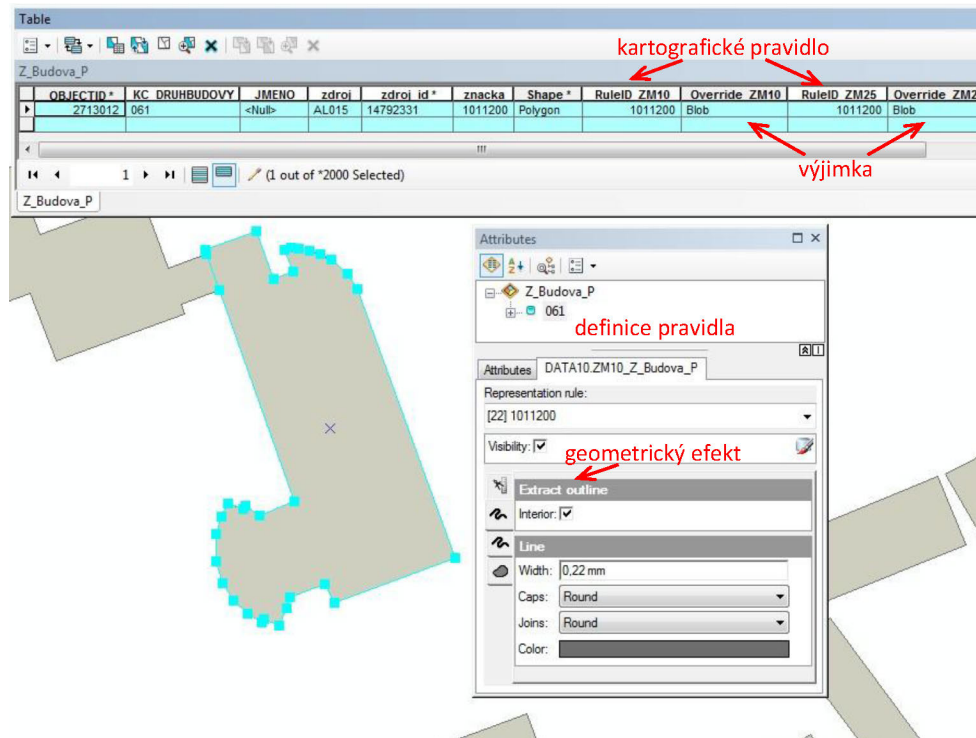 Table
kartografické pravidlo
Z_Budova_P
OBJECTID * KC_DRUHBUDOVY JMENO zdroj zdroj_id * znacka Shape * RuleID_ZM10 Override_ZM10 RuleID_ZM25 Override_ZM2
2713012 061 <Null> AL015 14792331 1011200 Polygon 1011200 Blob 1011200 Blob
výjimka
1 (1 out of *2000 Selected)
Z_Budova_P
Attributes
Z_Budova_P
061
definice pravidla
Attributes DATA10.ZM10_Z_Budova_P
Representation rule:
[22] 1011200
Visibility:
geometrický efekt
Extract outline
Interior:
Line
Width: 0,22 mm
Caps: Round
Joins: Round
Color: